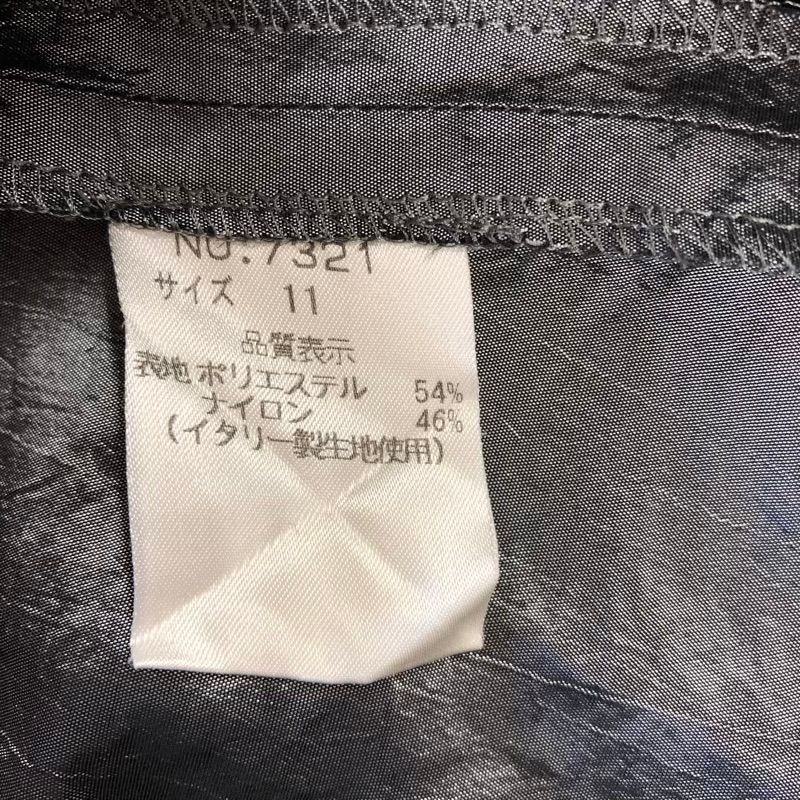 NO.7321
サイズ 11
品質表示
表地 ポリエステル 54%
ナイロン 46%
(イタリー製生地使用)